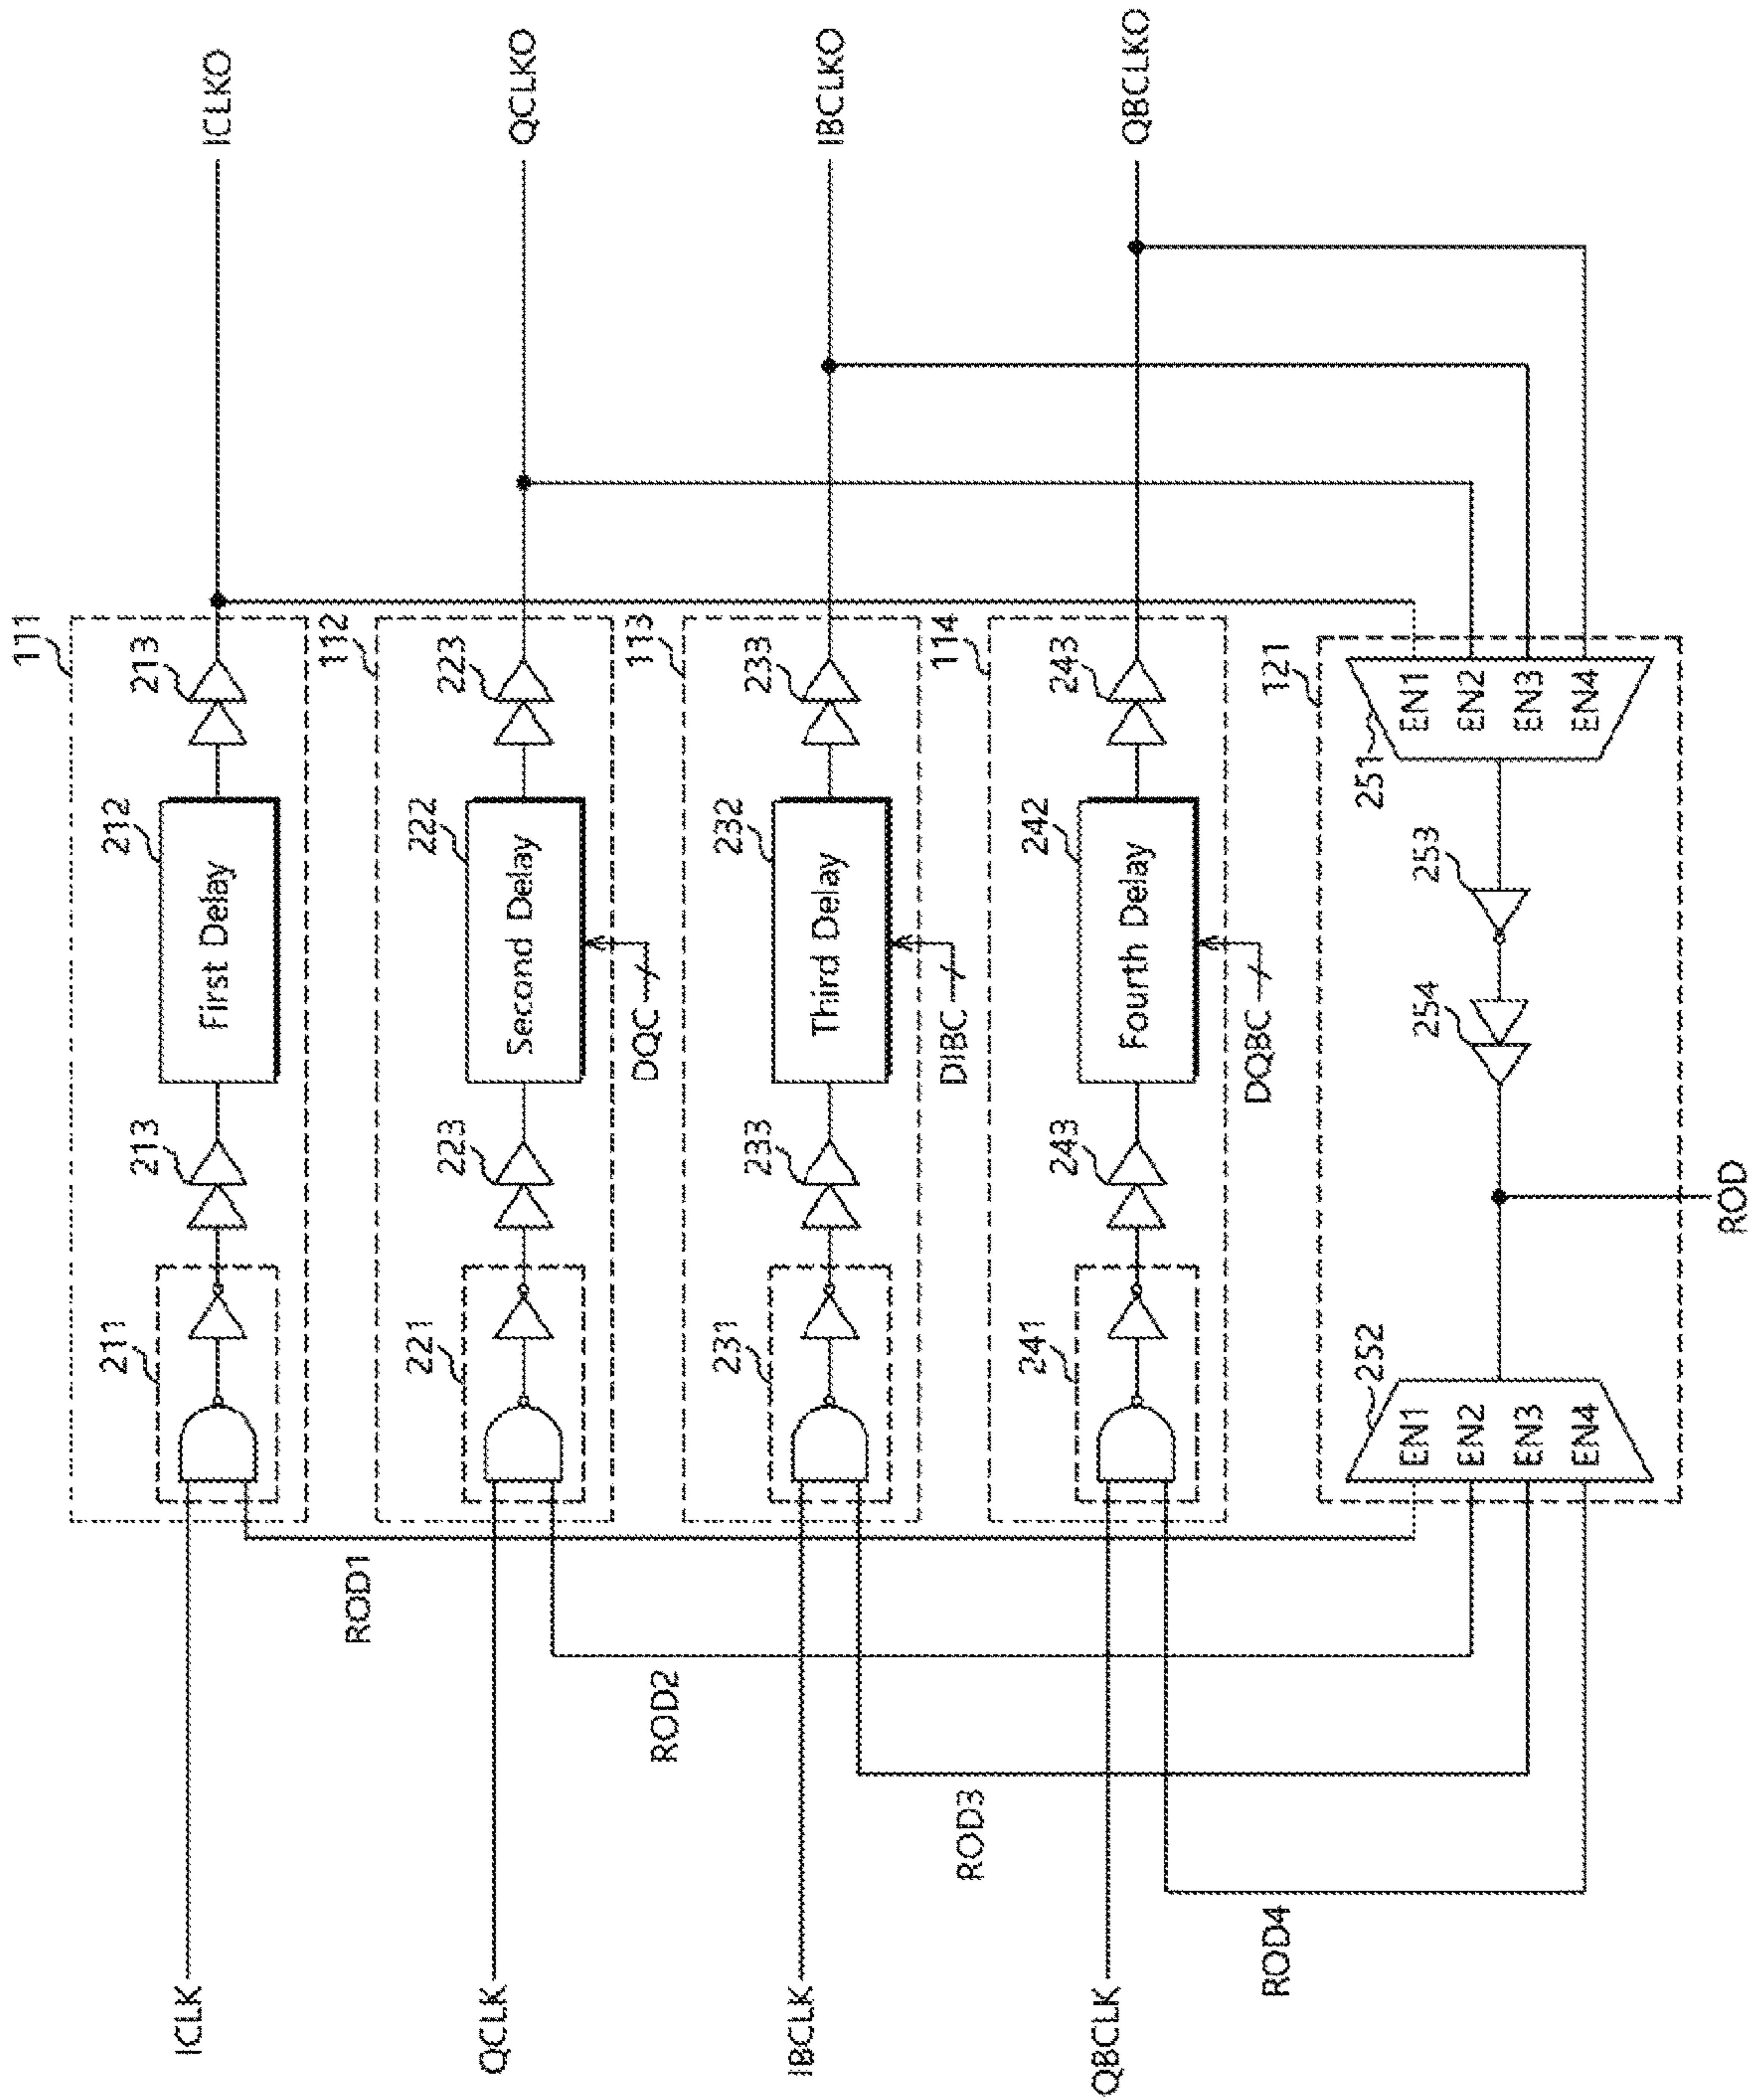 111
ICLK
211
213
First Delay
212
213
ICLKO
ROD1
112
QCLK
221
223
Second Delay
222
223
QCLKO
DQC
ROD2
113
IBCLK
231
233
Third Delay
232
233
IBCLKO
DIBC
ROD3
114
QBCLK
241
243
Fourth Delay
242
243
QBCLKO
DQBC
ROD4
121
252
EN1
EN2
EN3
EN4
254
253
251
EN1
EN2
EN3
EN4
ROD